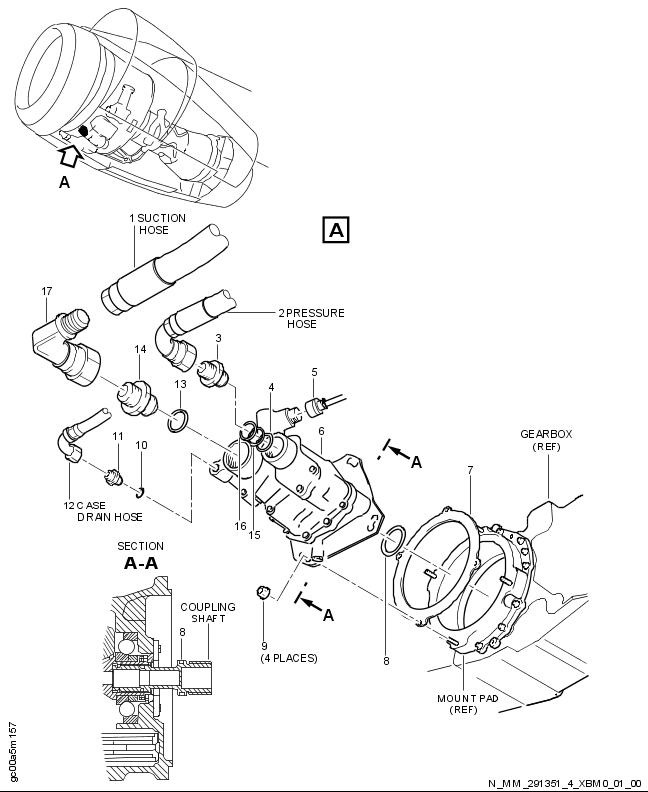 A
1 SUCTION
HOSE
A
17
2 PRESSURE
HOSE
14
3
13
4
5
6
11
10
12 CASE
DRAIN HOSE
16
15
A
GEARBOX
(REF)
7
SECTION
A-A
COUPLING
SHAFT
8
9
(4 PLACES)
A
8
MOUNT PAD
(REF)
gc00a5m157
N_MM_291351_4_XBM0_01_00